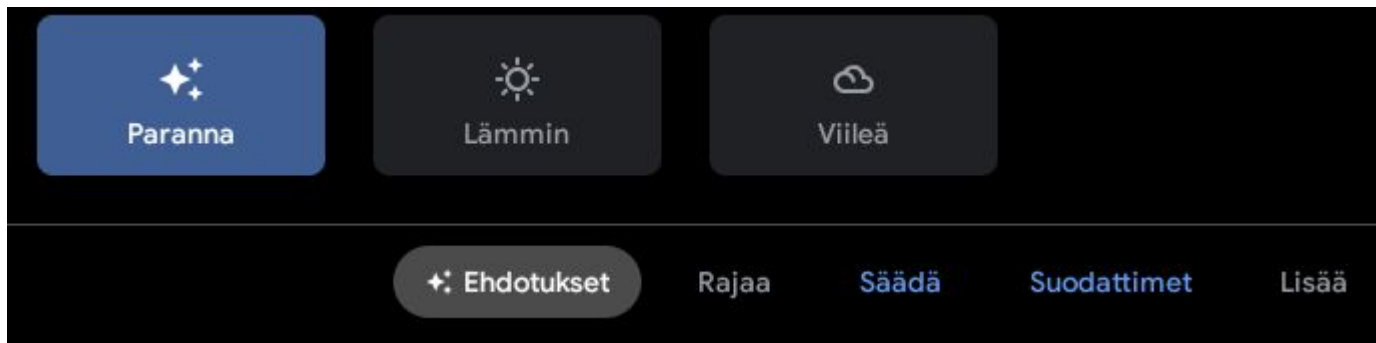 Paranna Lämmin Viileä
Ehdotukset Rajaa Säädä Suodattimet Lisää